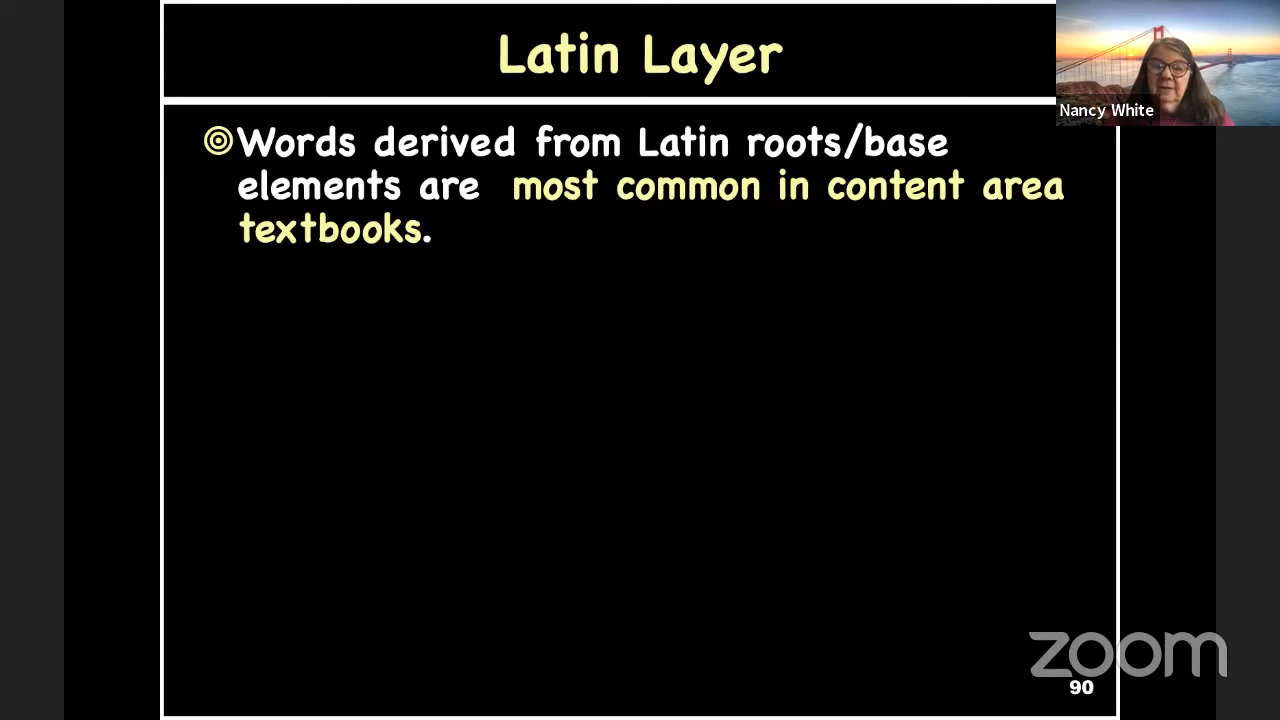 Latin Layer
Nancy White
Words derived from Latin roots/base
elements are most common in content area
textbooks.
zoom
90